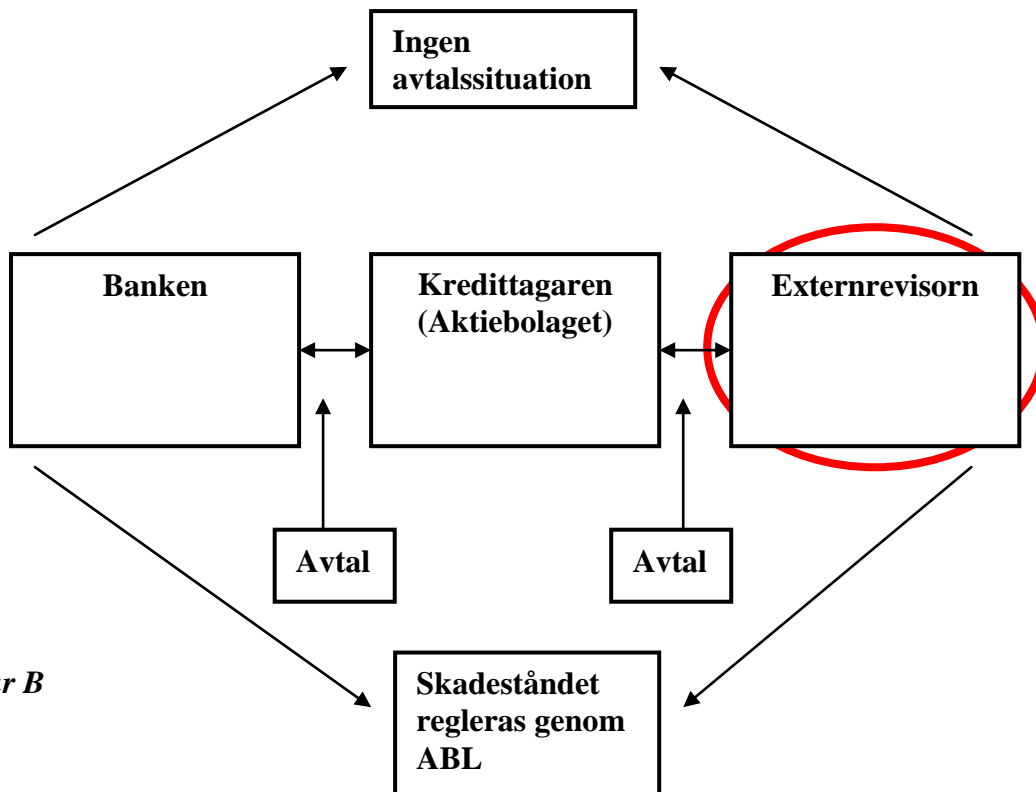 Ingen
avtalssituation
Banken
Kredittagaren
(Aktiebolaget)
Externrevisorn
Avtal
Avtal
B
Skadeståndet
regleras genom
ABL